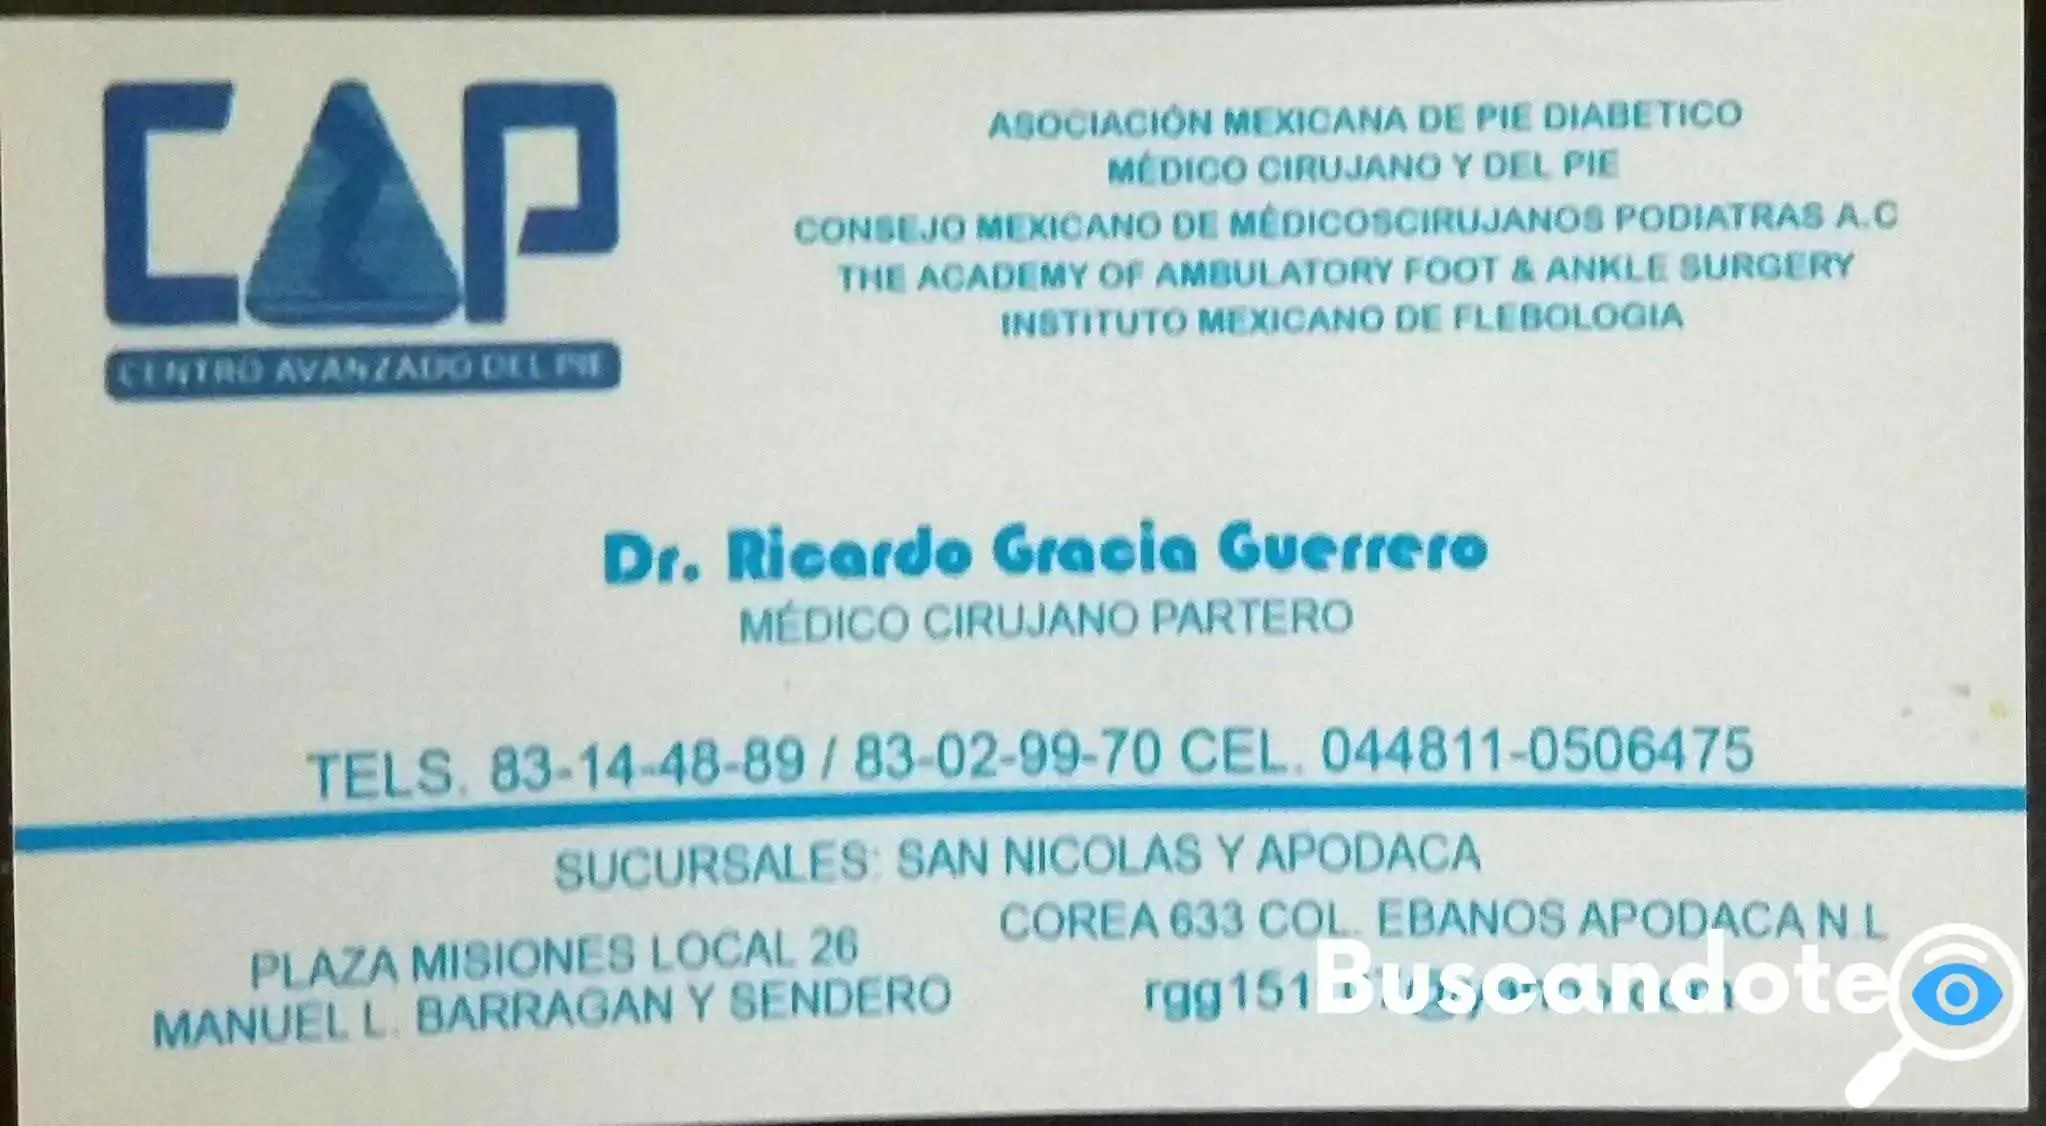 CAP
CENTRO AVANZADO DEL PIE
ASOCIACIÓN MEXICANA DE PIE DIABETICO
MÉDICO CIRUJANO Y DEL PIE
CONSEJO MEXICANO DE MÉDICOSCIRUJANOS PODIATRAS A.C
THE ACADEMY OF AMBULATORY FOOT & ANKLE SURGERY
INSTITUTO MEXICANO DE FLEBOLOGIA
Dr. Ricardo Gracia Guerrero
MÉDICO CIRUJANO PARTERO
TELS. 83-14-48-89 / 83-02-99-70 CEL. 044811-0506475
SUCURSALES: SAN NICOLAS Y APODACA
PLAZA MISIONES LOCAL 26
MANUEL L. BARRAGAN Y SENDERO
COREA 633 COL. EBANOS APODACA N.L
Buscandote